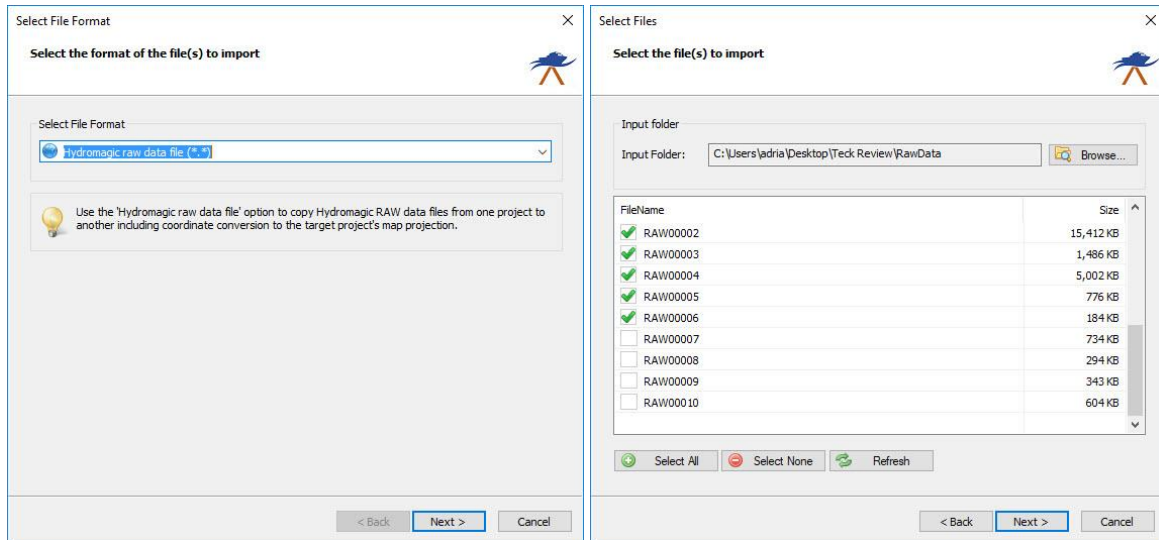 Select File Format
Select the format of the file(s) to import
Select File Format
Hydromagic raw data file (*.*)
Use the 'Hydromagic raw data file' option to copy Hydromagic RAW data files from one project to
another including coordinate conversion to the target project's map projection.
< Back Next > Cancel
Select Files
Select the file(s) to import
Input folder
Input Folder: C:\Users\adria\Desktop\Teck Review\RawData Browse...
FileName Size
RAW00002 15,412 KB
RAW00003 1,486 KB
RAW00004 5,002 KB
RAW00005 776 KB
RAW00006 184 KB
RAW00007 734 KB
RAW00008 294 KB
RAW00009 343 KB
RAW00010 604 KB
Select All Select None Refresh
< Back Next > Cancel